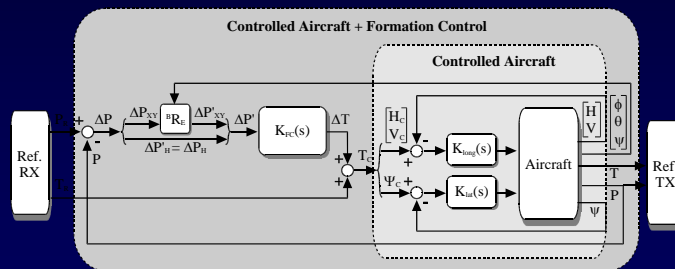 Controlled Aircraft + Formation Control
Controlled Aircraft
Ref.
RX
+
ΔP
-
P
ΔP_XY
ᴮR_E
ΔP'_XY
ΔP'_H = ΔP_H
ΔP'
K_FC(s)
ΔT
+
+
T_C
[H_C
V_C]
Ψ_C
+
-
+
-
K_long(s)
K_lat(s)
Aircraft
[H
V]
[ϕ
θ
ψ]
T
P
ψ
Ref
TX